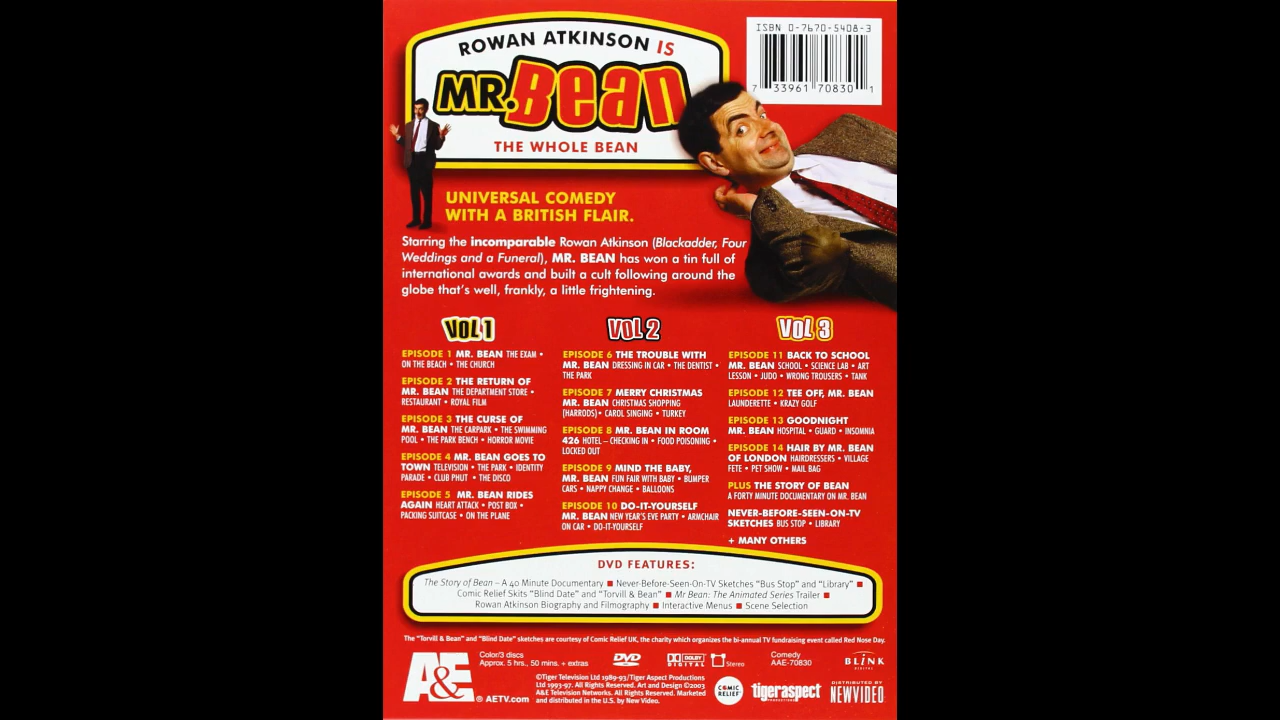 ROWAN ATKINSON IS
MR. Bean
THE WHOLE BEAN
ISBN 0-7670-5408-3
7 33961 70830 1
UNIVERSAL COMEDY
WITH A BRITISH FLAIR.
Starring the incomparable Rowan Atkinson (Blackadder, Four
Weddings and a Funeral), MR. BEAN has won a tin full of
international awards and built a cult following around the
globe that's well, frankly, a little frightening.
VOL 1
EPISODE 1 MR. BEAN THE EXAM •
ON THE BEACH • THE CHURCH
EPISODE 2 THE RETURN OF
MR. BEAN THE DEPARTMENT STORE •
RESTAURANT • ROYAL FILM
EPISODE 3 THE CURSE OF
MR. BEAN THE CARPARK • THE SWIMMING
POOL • THE PARK BENCH • HORROR MOVIE
EPISODE 4 MR. BEAN GOES TO
TOWN TELEVISION • THE PARK • IDENTITY
PARADE • CLUB PHUT • THE DISCO
EPISODE 5 MR. BEAN RIDES
AGAIN HEART ATTACK • POST BOX •
PACKING SUITCASE • ON THE PLANE
VOL 2
EPISODE 6 THE TROUBLE WITH
MR. BEAN DRESSING IN CAR • THE DENTIST •
THE PARK
EPISODE 7 MERRY CHRISTMAS
MR. BEAN CHRISTMAS SHOPPING
(HARRODS)• CAROL SINGING • TURKEY
EPISODE 8 MR. BEAN IN ROOM
426 HOTEL – CHECKING IN • FOOD POISONING •
LOCKED OUT
EPISODE 9 MIND THE BABY,
MR. BEAN FUN FAIR WITH BABY • BUMPER
CARS • NAPPY CHANGE • BALLOONS
EPISODE 10 DO-IT-YOURSELF
MR. BEAN NEW YEAR'S EVE PARTY • ARMCHAIR
ON CAR • DO-IT-YOURSELF
VOL 3
EPISODE 11 BACK TO SCHOOL
MR. BEAN SCHOOL • SCIENCE LAB • ART
LESSON • JUDO • WRONG TROUSERS • TANK
EPISODE 12 TEE OFF, MR. BEAN
LAUNDERETTE • KRAZY GOLF
EPISODE 13 GOODNIGHT
MR. BEAN HOSPITAL • GUARD • INSOMNIA
EPISODE 14 HAIR BY MR. BEAN
OF LONDON HAIRDRESSERS • VILLAGE
FETE • PET SHOW • MAIL BAG
PLUS THE STORY OF BEAN
A FORTY MINUTE DOCUMENTARY ON MR. BEAN
NEVER-BEFORE-SEEN-ON-TV
SKETCHES BUS STOP • LIBRARY
+ MANY OTHERS
DVD FEATURES:
The Story of Bean – A 40 Minute Documentary ■ Never-Before-Seen-On-TV Sketches "Bus Stop" and "Library" ■
Comic Relief Skits "Blind Date" and "Torvill & Bean" ■ Mr Bean: The Animated Series Trailer ■
Rowan Atkinson Biography and Filmography ■ Interactive Menus ■ Scene Selection
The "Torvill & Bean" and "Blind Date" sketches are courtesy of Comic Relief UK, the charity which organizes the bi-annual TV fundraising event called Red Nose Day.
A&E ® AETV.com
Color/3 discs
Approx. 5 hrs., 50 mins. + extras
DVD
DOLBY
DIGITAL
Stereo
Comedy
AAE-70830
BLINK
DIGITAL
©Tiger Television Ltd 1989-93/Tiger Aspect Productions
Ltd 1993-97. All Rights Reserved. Art and Design ©2003
A&E Television Networks. All Rights Reserved. Marketed
and distributed in the U.S. by New Video.
COMIC
RELIEF
tigeraspect
PRODUCTIONS
DISTRIBUTED BY
NEWVIDEO